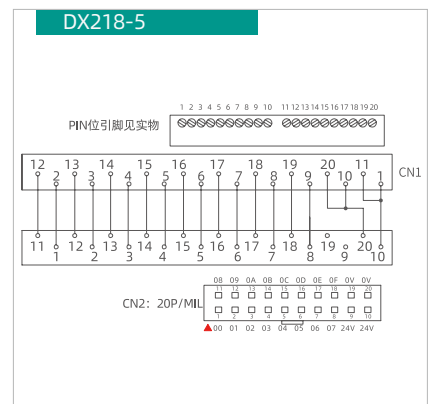 DX218-5
1 2 3 4 5 6 7 8 9 10 11 12 13 14 15 16 17 18 19 20
PIN位引脚见实物
12 13 14 15 16 17 18 19 20 11
2 3 4 5 6 7 8 9 10 1
CN1
11 12 13 14 15 16 17 18 19 20
1 2 3 4 5 6 7 8 9 10
08 09 0A 0B 0C 0D 0E 0F 0V 0V
11 12 13 14 15 16 17 18 19 20
CN2: 20P/MIL
1 2 3 4 5 6 7 8 9 10
00 01 02 03 04 05 06 07 24V 24V